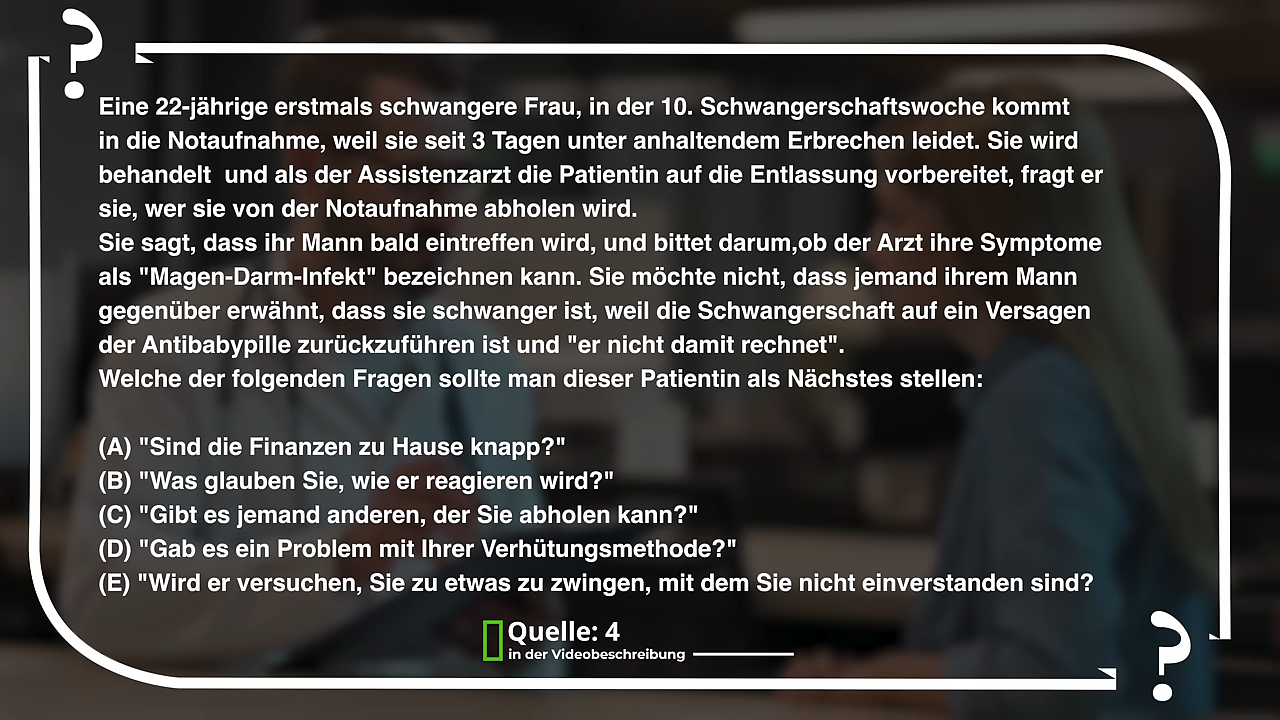 Eine 22-jährige erstmals schwangere Frau, in der 10. Schwangerschaftswoche kommt
in die Notaufnahme, weil sie seit 3 Tagen unter anhaltendem Erbrechen leidet. Sie wird
behandelt  und als der Assistenzarzt die Patientin auf die Entlassung vorbereitet, fragt er
sie, wer sie von der Notaufnahme abholen wird.
Sie sagt, dass ihr Mann bald eintreffen wird, und bittet darum,ob der Arzt ihre Symptome
als "Magen-Darm-Infekt" bezeichnen kann. Sie möchte nicht, dass jemand ihrem Mann
gegenüber erwähnt, dass sie schwanger ist, weil die Schwangerschaft auf ein Versagen
der Antibabypille zurückzuführen ist und "er nicht damit rechnet".
Welche der folgenden Fragen sollte man dieser Patientin als Nächstes stellen:
(A) "Sind die Finanzen zu Hause knapp?"
(B) "Was glauben Sie, wie er reagieren wird?"
(C) "Gibt es jemand anderen, der Sie abholen kann?"
(D) "Gab es ein Problem mit Ihrer Verhütungsmethode?"
(E) "Wird er versuchen, Sie zu etwas zu zwingen, mit dem Sie nicht einverstanden sind?
Quelle: 4
in der Videobeschreibung